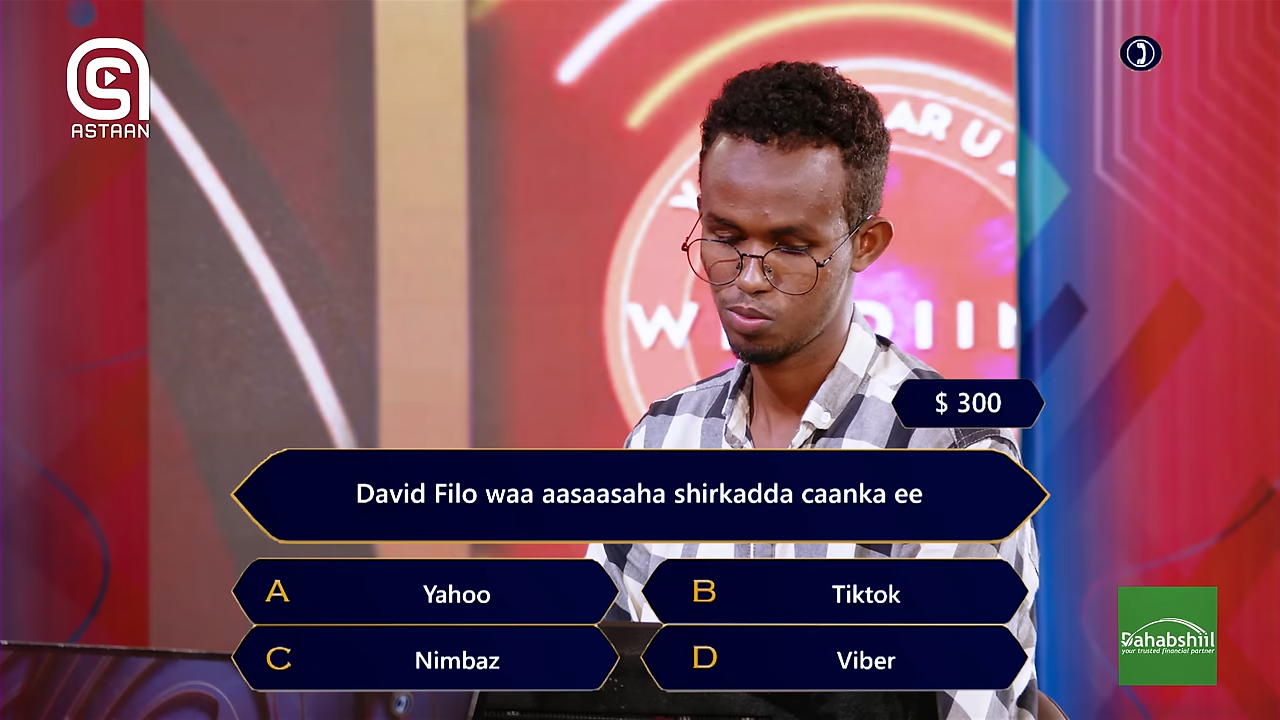 ASTAAN
$ 300
David Filo waa aasaasaha shirkadda caanka ee
A Yahoo
B Tiktok
C Nimbaz
D Viber
Dahabshiil
your trusted financial partner